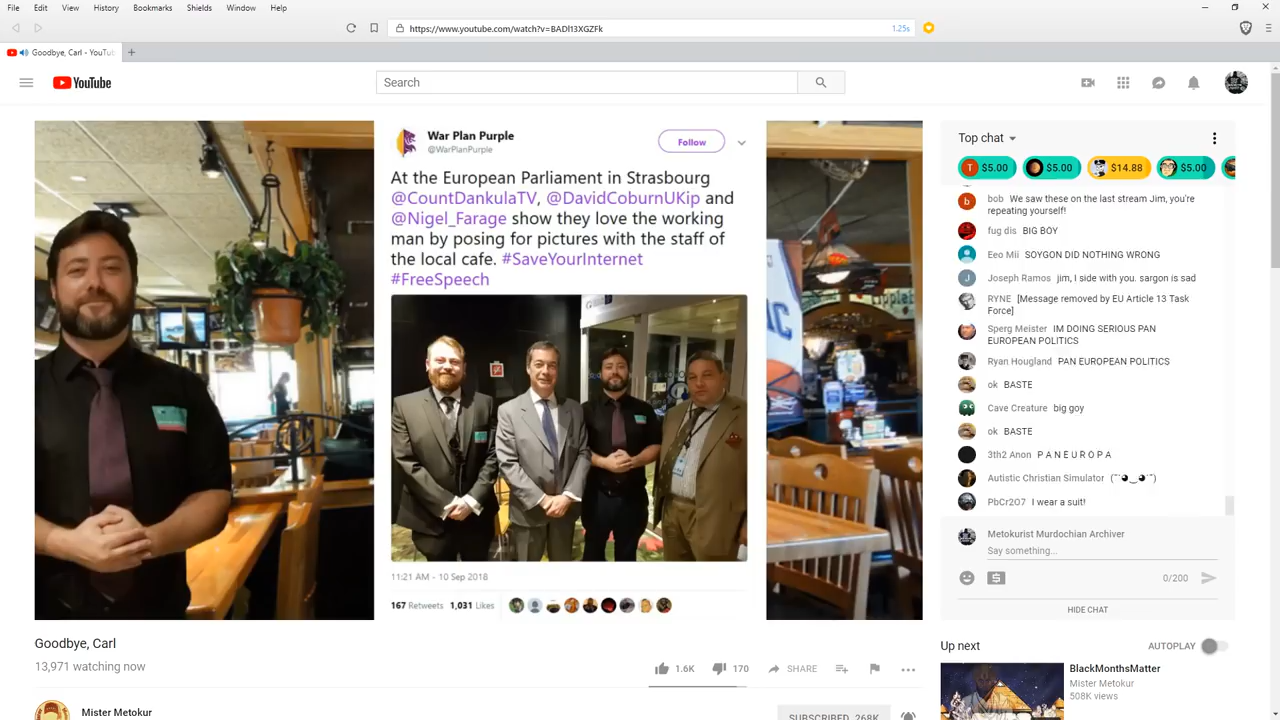 File Edit View History Bookmarks Shields Window Help
https://www.youtube.com/watch?v=BADl13XGZFk
1.25s
Goodbye, Carl - YouTub
YouTube
Search
War Plan Purple
@WarPlanPurple
Follow
At the European Parliament in Strasbourg
@CountDankulaTV, @DavidCoburnUKip and
@Nigel_Farage show they love the working
man by posing for pictures with the staff of
the local cafe. #SaveYourInternet
#FreeSpeech
11:21 AM - 10 Sep 2018
167 Retweets 1,031 Likes
Top chat
T $5.00 $5.00 $14.88 $5.00
bob We saw these on the last stream Jim, you're
repeating yourself!
fug dis BIG BOY
Eeo Mii SOYGON DID NOTHING WRONG
Joseph Ramos jim, I side with you. sargon is sad
RYNE [Message removed by EU Article 13 Task
Force]
Sperg Meister IM DOING SERIOUS PAN
EUROPEAN POLITICS
Ryan Hougland PAN EUROPEAN POLITICS
ok BASTE
Cave Creature big goy
ok BASTE
3th2 Anon P A N E U R O P A
Autistic Christian Simulator
PbCr2O7 I wear a suit!
Metokurist Murdochian Archiver
Say something...
0/200
HIDE CHAT
Goodbye, Carl
13,971 watching now
1.6K 170 SHARE
Mister Metokur
SUBSCRIBED 268K
Up next
AUTOPLAY
BlackMonthsMatter
Mister Metokur
508K views